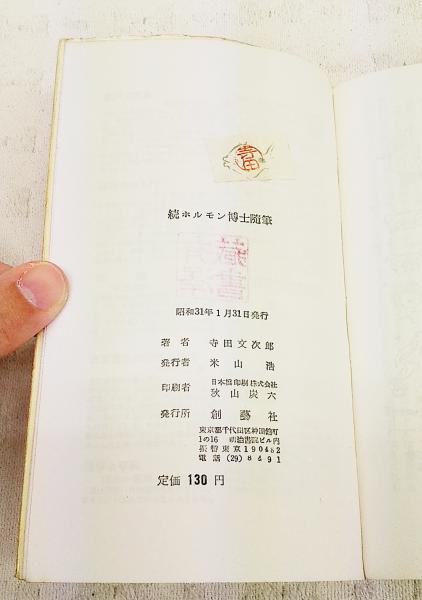 続ホルモン博士随筆
昭和31年1月31日発行
著者 寺田文次郎
発行者 米山浩
印刷者 日本協印刷株式会社
秋山炭六
発行所 創藝社
東京都千代田区神田錦町
1の16 明治書院ビル内
振替東京190482
電話(29)8491
定価 130 円